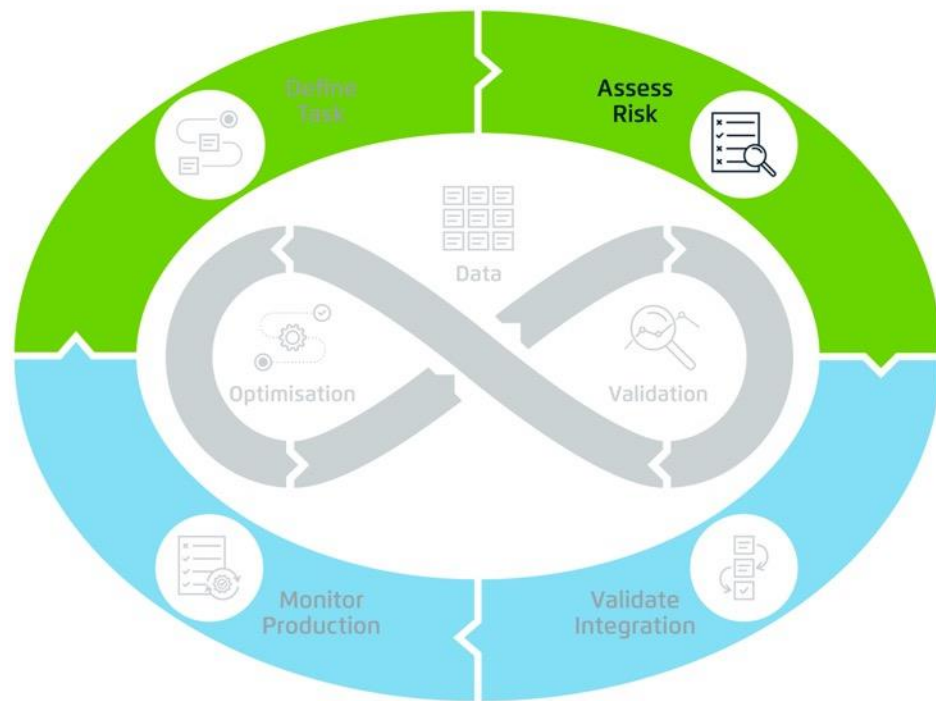 Define
Task
Assess
Risk
Data
Optimisation
Validation
Monitor
Production
Validate
Integration